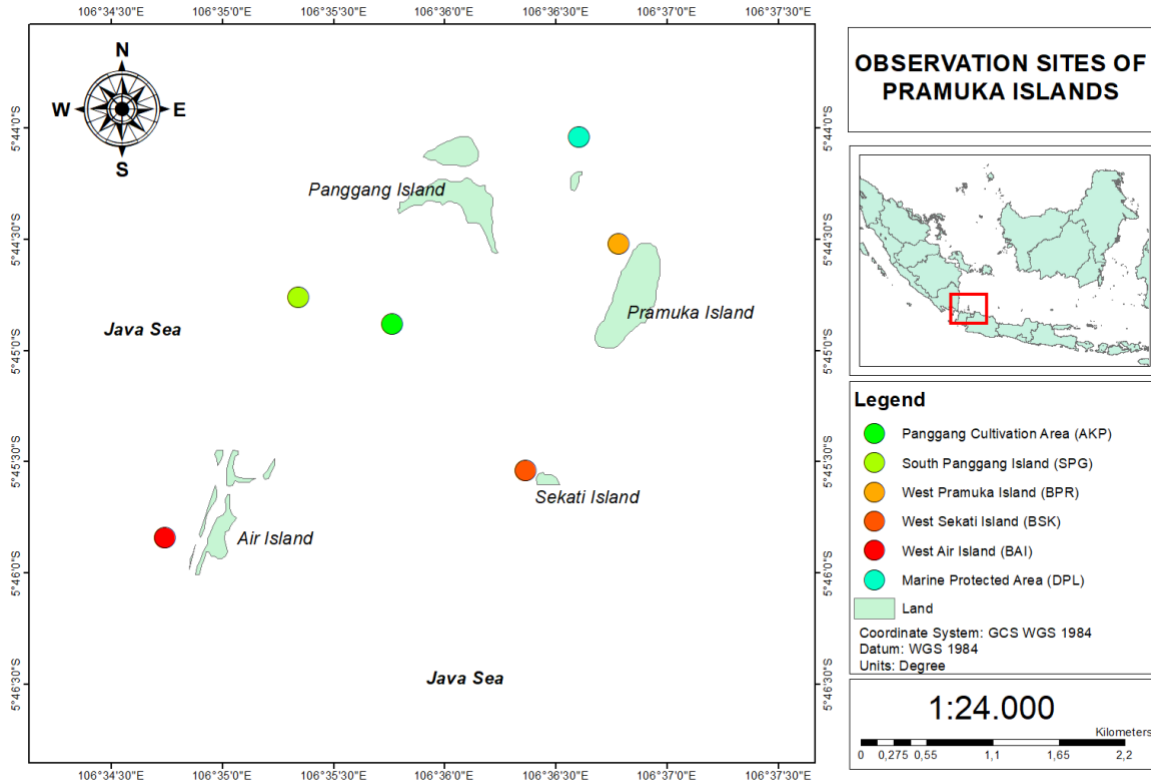 106°34'30"E 106°35'0"E 106°35'30"E 106°36'0"E 106°36'30"E 106°37'0"E 106°37'30"E
N
W E
S
5°44'0"S 5°44'0"S
Panggang Island
5°44'30"S 5°44'30"S
Pramuka Island
Java Sea
5°45'0"S 5°45'0"S
5°45'30"S 5°45'30"S
Sekati Island
Air Island
5°46'0"S 5°46'0"S
Java Sea
5°46'30"S 5°46'30"S
106°34'30"E 106°35'0"E 106°35'30"E 106°36'0"E 106°36'30"E 106°37'0"E 106°37'30"E
OBSERVATION SITES OF
PRAMUKA ISLANDS
Legend
Panggang Cultivation Area (AKP)
South Panggang Island (SPG)
West Pramuka Island (BPR)
West Sekati Island (BSK)
West Air Island (BAI)
Marine Protected Area (DPL)
Land
Coordinate System: GCS WGS 1984
Datum: WGS 1984
Units: Degree
1:24.000
Kilometers
0 0,275 0,55 1,1 1,65 2,2